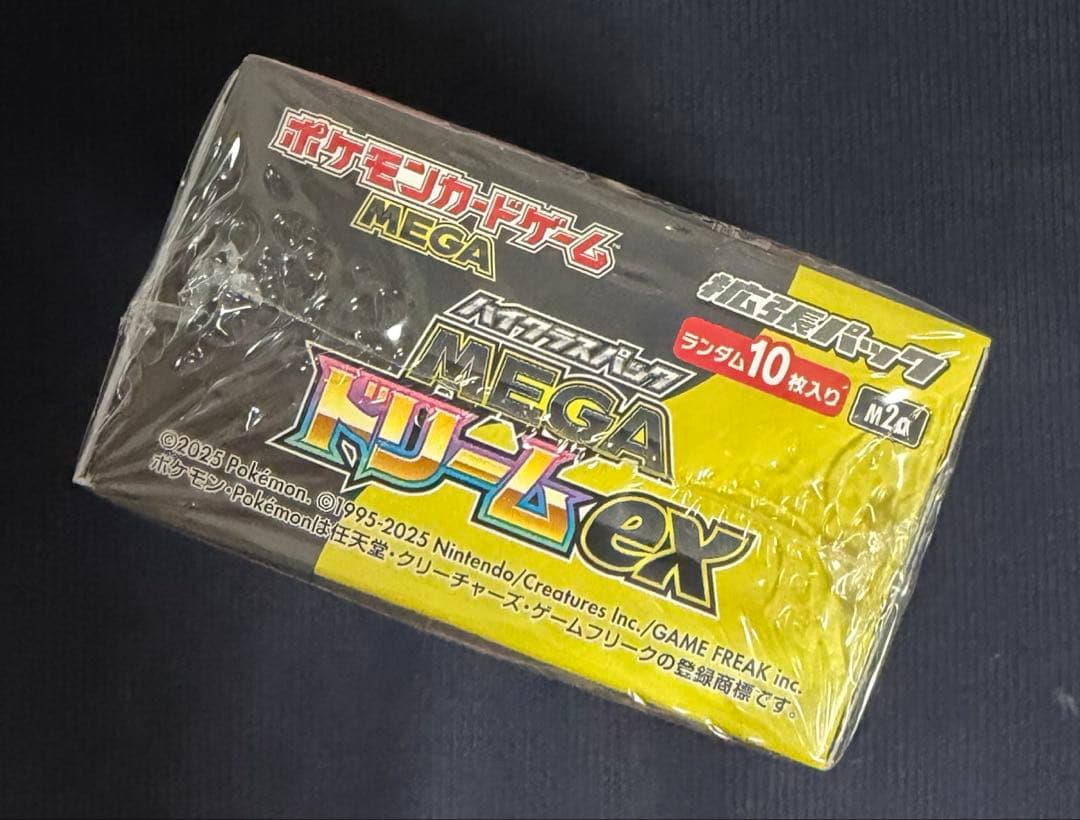 ポケモンカードゲーム™
MEGA
拡張パック
ランダム10枚入り
M2a
ハイクラスパック
MEGA
ドリーム
ex
©2025 Pokémon. ©1995-2025 Nintendo/Creatures Inc./GAME FREAK inc.
ポケモン・Pokémonは任天堂・クリーチャーズ・ゲームフリークの登録商標です。